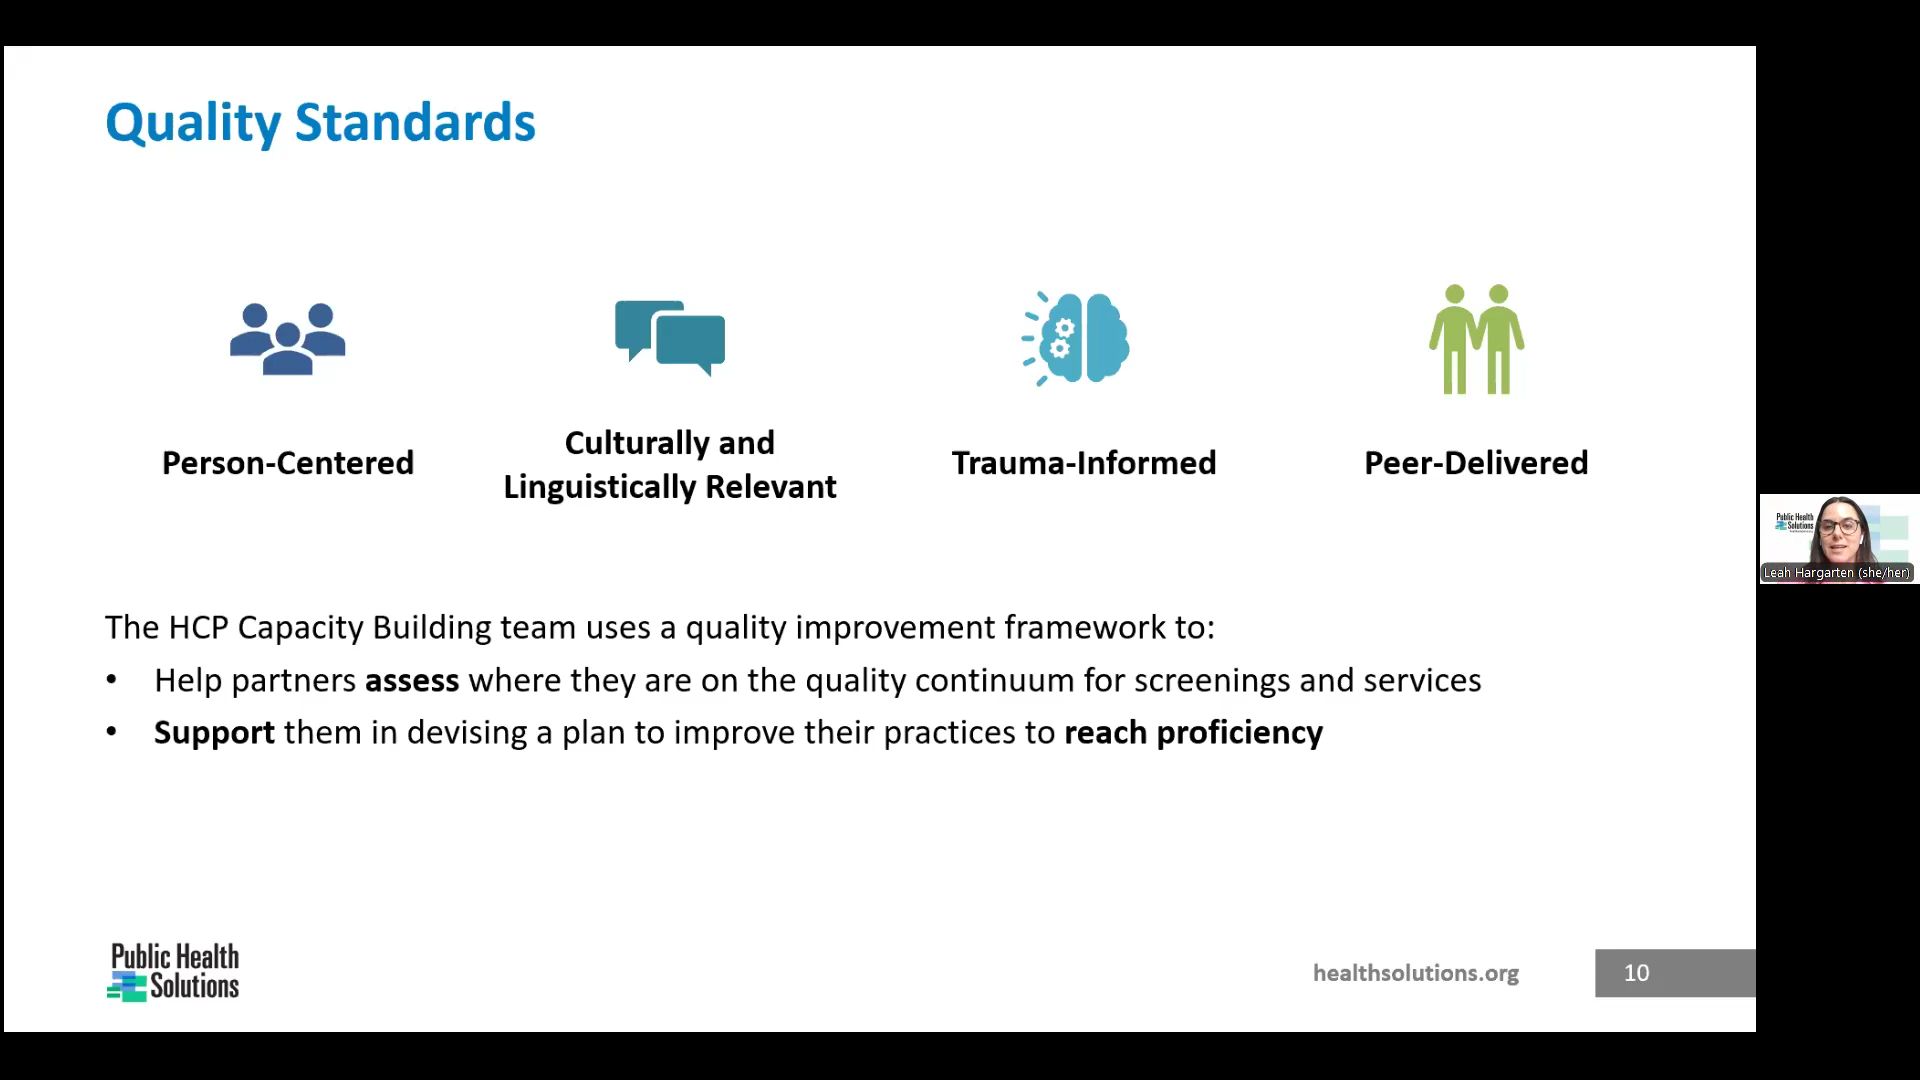 Quality Standards
Person-Centered
Culturally and
Linguistically Relevant
Trauma-Informed
Peer-Delivered
The HCP Capacity Building team uses a quality improvement framework to:
• Help partners assess where they are on the quality continuum for screenings and services
• Support them in devising a plan to improve their practices to reach proficiency
Public Health
Solutions
healthsolutions.org
10
Public Health
Solutions
Leah Hargarten (she/her)